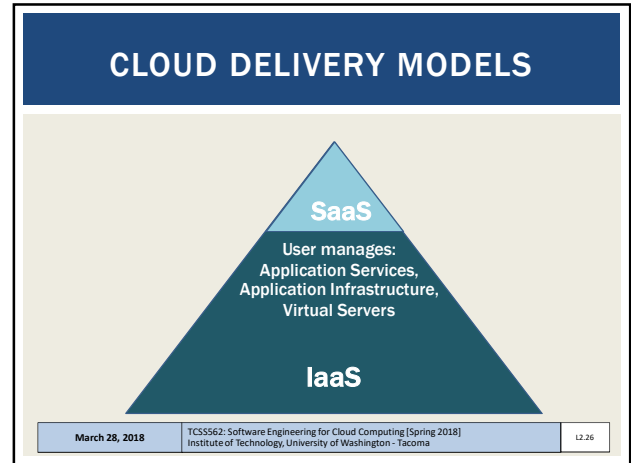 CLOUD DELIVERY MODELS
SaaS
User manages:
Application Services,
Application Infrastructure,
Virtual Servers
IaaS
March 28, 2018
TCSS562: Software Engineering for Cloud Computing [Spring 2018]
Institute of Technology, University of Washington - Tacoma
L2.26